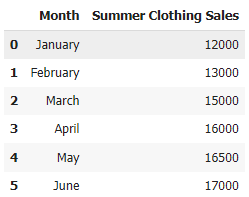 Month Summer Clothing Sales
0 January 12000
1 February 13000
2 March 15000
3 April 16000
4 May 16500
5 June 17000